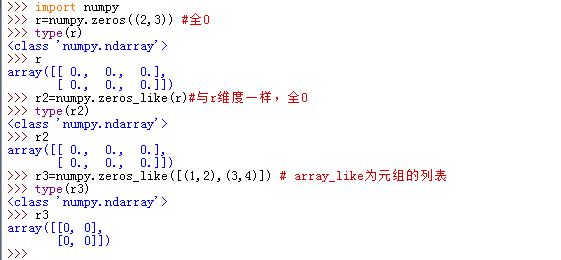 >>> import numpy
>>> r=numpy.zeros((2,3)) #全0
>>> type(r)
<class 'numpy.ndarray'>
>>> r
array([[ 0.,  0.,  0.],
       [ 0.,  0.,  0.]])
>>> r2=numpy.zeros_like(r)#与r维度一样，全0
>>> type(r2)
<class 'numpy.ndarray'>
>>> r2
array([[ 0.,  0.,  0.],
       [ 0.,  0.,  0.]])
>>> r3=numpy.zeros_like([(1,2),(3,4)]) # array_like为元组的列表
>>> type(r3)
<class 'numpy.ndarray'>
>>> r3
array([[0, 0],
       [0, 0]])
>>>